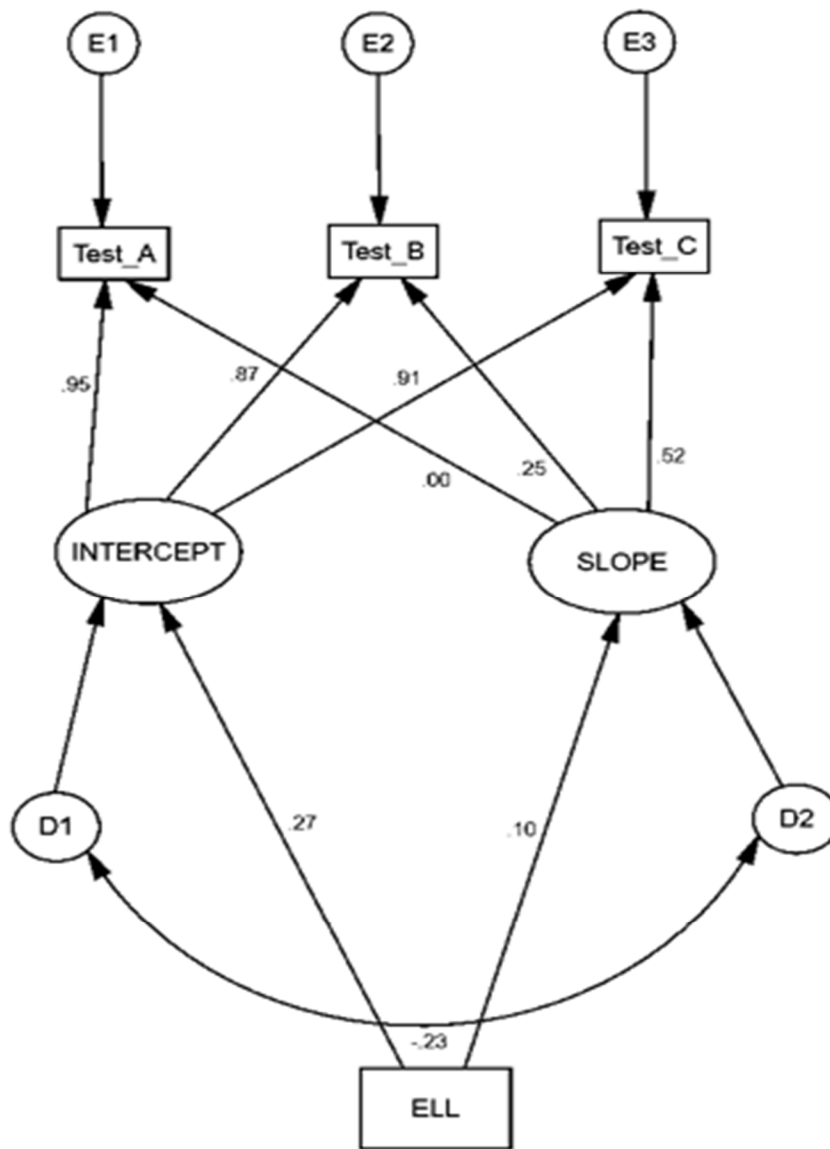 E1
E2
E3
Test_A
Test_B
Test_C
.95
.87
.91
.00
.25
.52
INTERCEPT
SLOPE
D1
.27
.10
D2
-.23
ELL